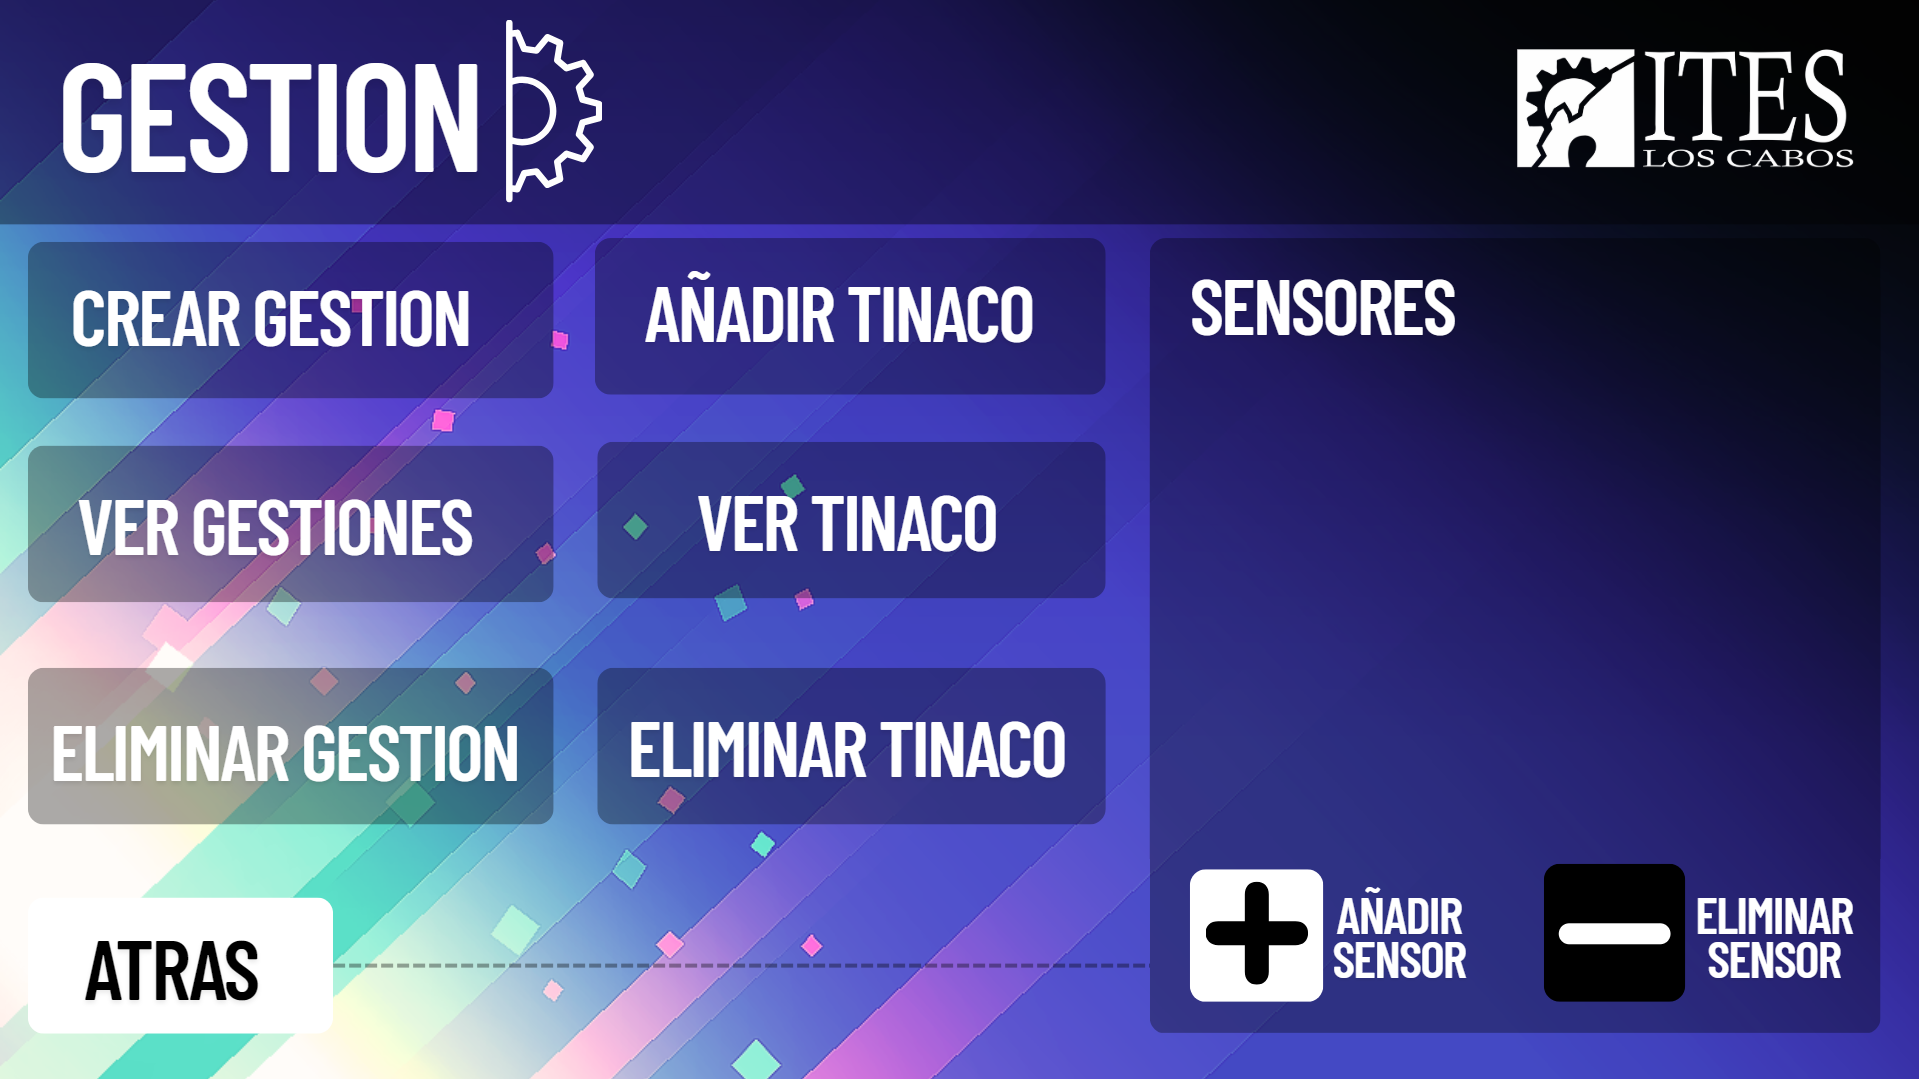 GESTION
ITES
LOS CABOS
CREAR GESTION
AÑADIR TINACO
SENSORES
VER GESTIONES
VER TINACO
ELIMINAR GESTION
ELIMINAR TINACO
ATRAS
AÑADIR
SENSOR
ELIMINAR
SENSOR